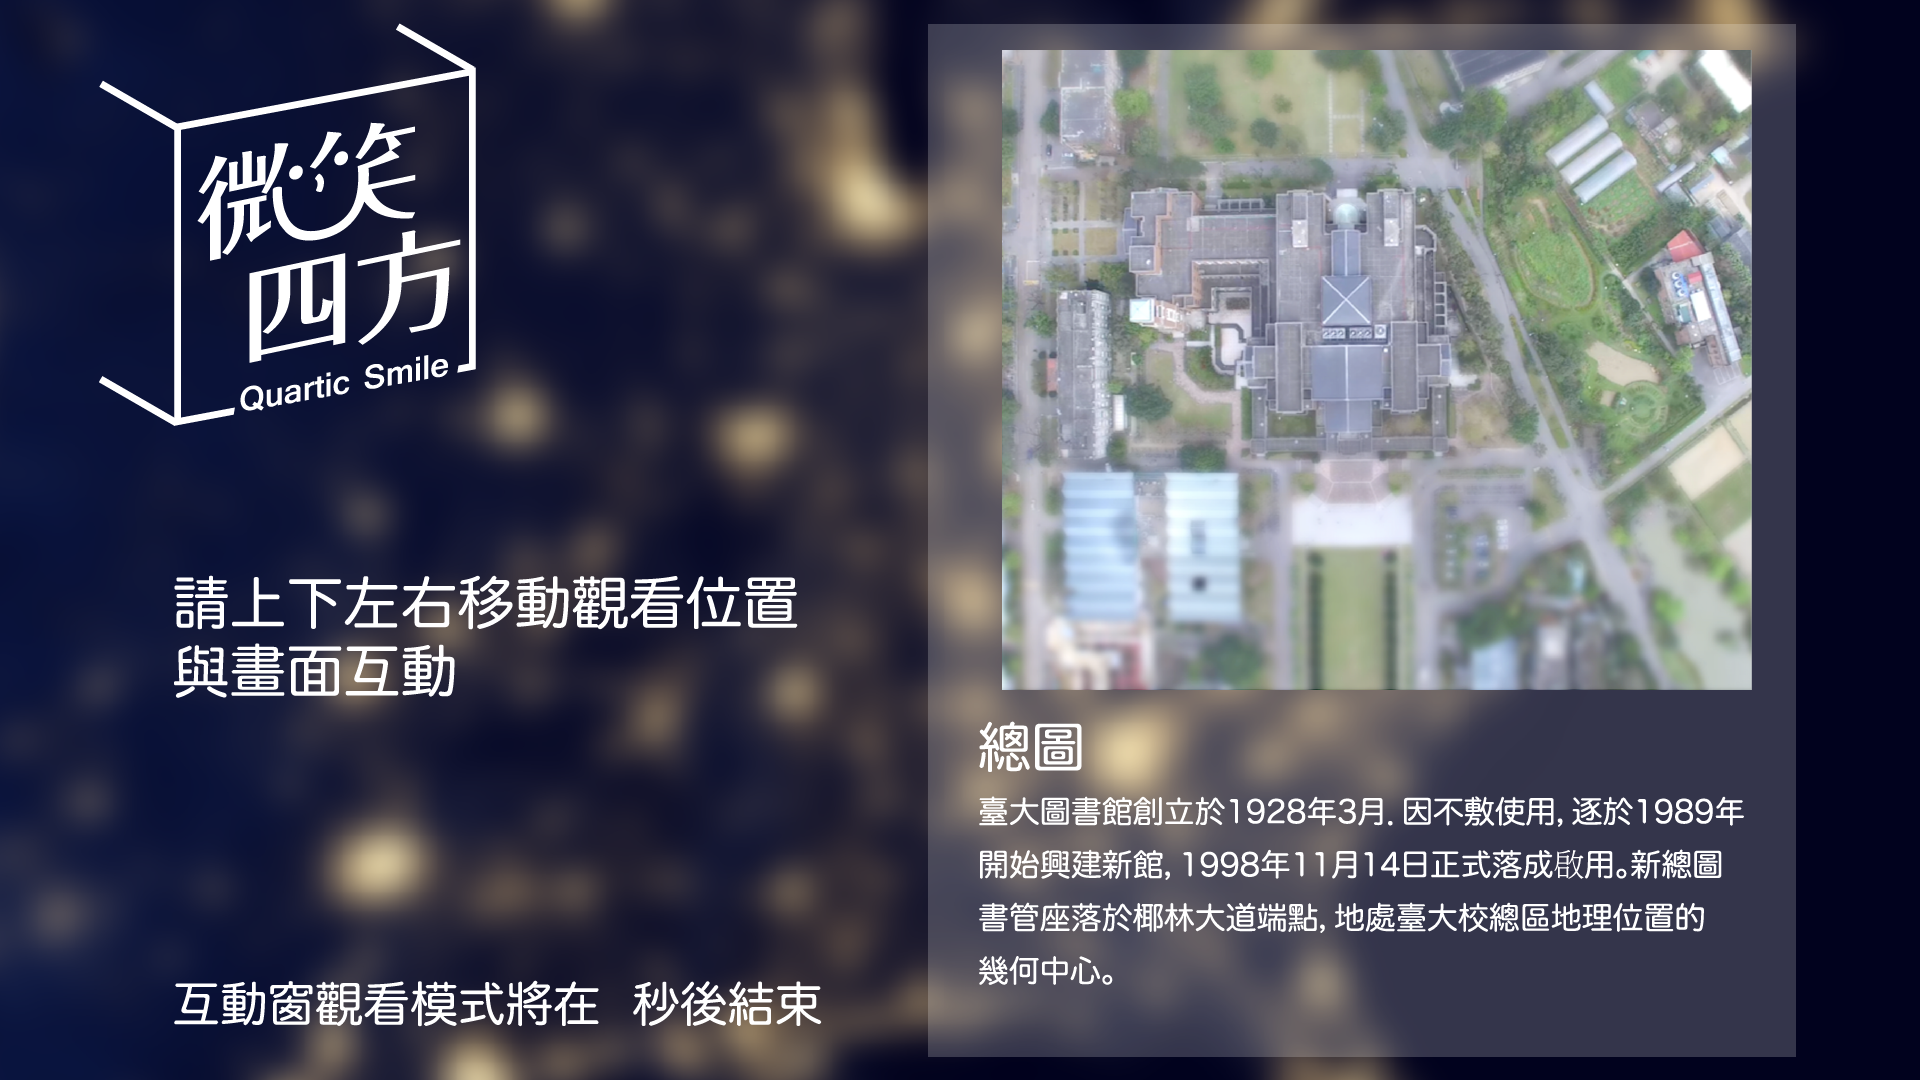 微笑
四方
Quartic Smile
請上下左右移動觀看位置
與畫面互動
互動窗觀看模式將在 秒後結束
總圖
臺大圖書館創立於1928年3月. 因不敷使用, 逐於1989年
開始興建新館, 1998年11月14日正式落成啟用。新總圖
書管座落於椰林大道端點, 地處臺大校總區地理位置的
幾何中心。